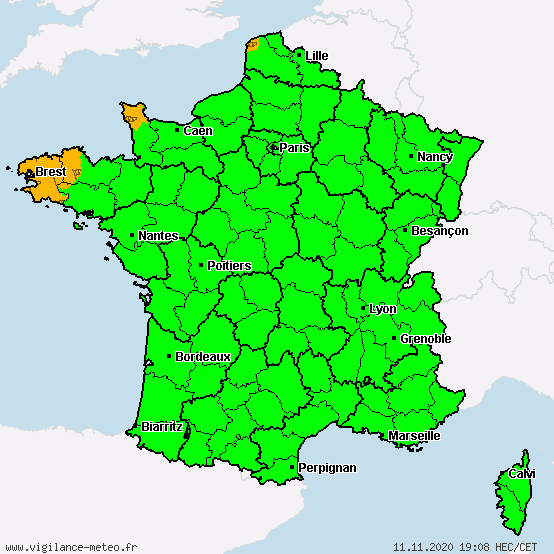 Lille
Caen
Paris
Nancy
Brest
Besançon
Nantes
Poitiers
Lyon
Grenoble
Bordeaux
Biarritz
Marseille
Perpignan
Calvi
www.vigilance-meteo.fr
11.11.2020 19:08 HEC/CET